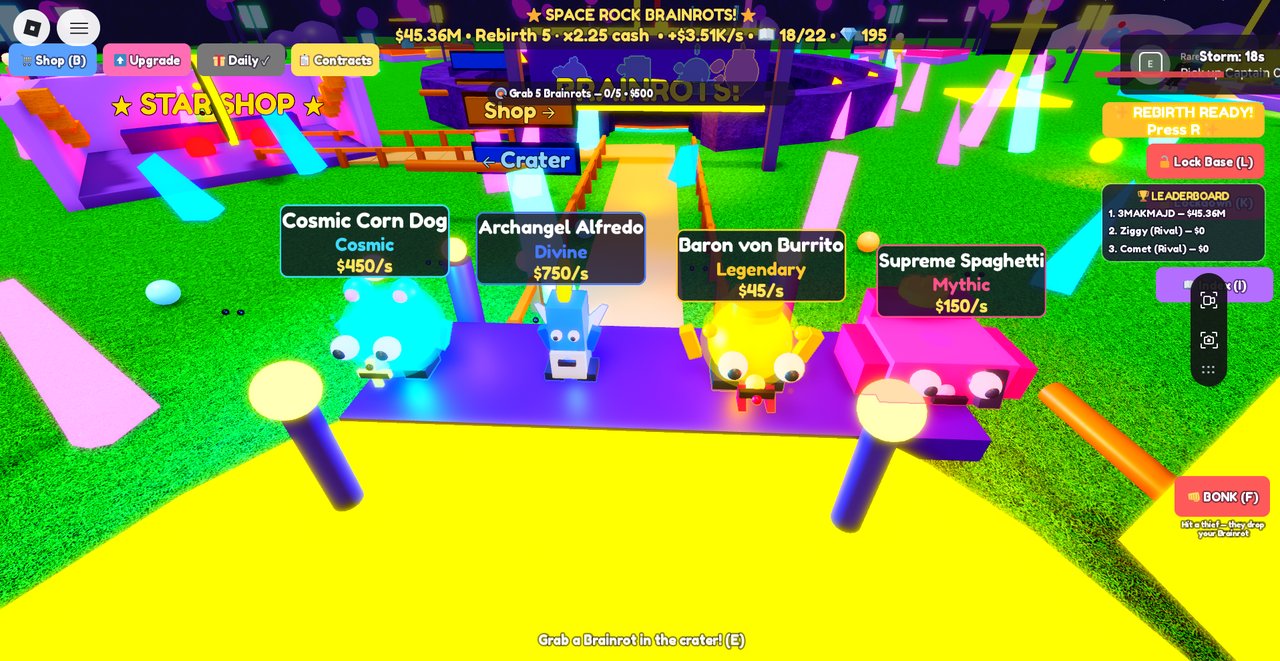 ⭐ SPACE ROCK BRAINROTS! ⭐
$45.36M • Rebirth 5 • x2.25 cash • +$3.51K/s • 📖 18/22 • 💎 195
🛒 Shop (B)
⬆️ Upgrade
🎁 Daily ✓
📋 Contracts
E
Rare
Storm: 18s
Pick up Captain C
★ STAR SHOP ★
BRAINROTS!
🎯 Grab 5 Brainrots — 0/5 • $500
Shop →
← Crater
REBIRTH READY!
Press R
🔒 Lock Base (L)
🏆 LEADERBOARD
1. 3MAKMAJD — $45.36M
2. Ziggy (Rival) — $0
3. Comet (Rival) — $0
(I)
Cosmic Corn Dog
Cosmic
$450/s
Archangel Alfredo
Divine
$750/s
Baron von Burrito
Legendary
$45/s
Supreme Spaghetti
Mythic
$150/s
👊 BONK (F)
Hit a thief — they drop
your Brainrot
Grab a Brainrot in the crater! (E)